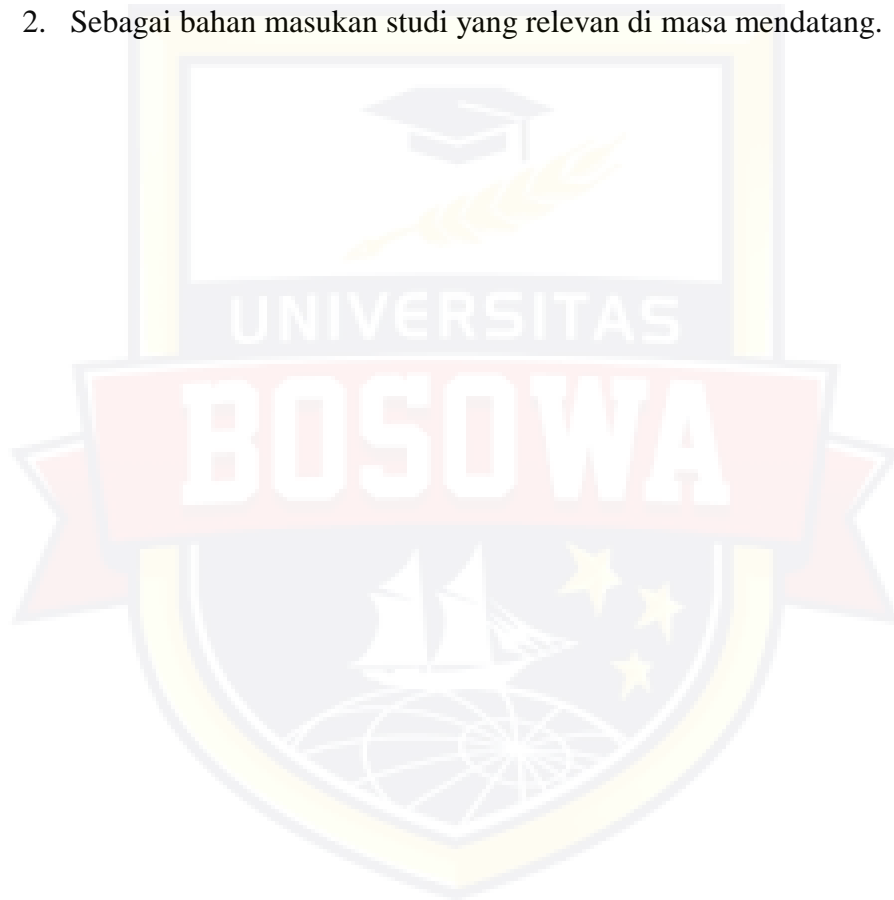 2. Sebagai bahan masukan studi yang relevan di masa mendatang.
UNIVERSITAS
BOSOWA